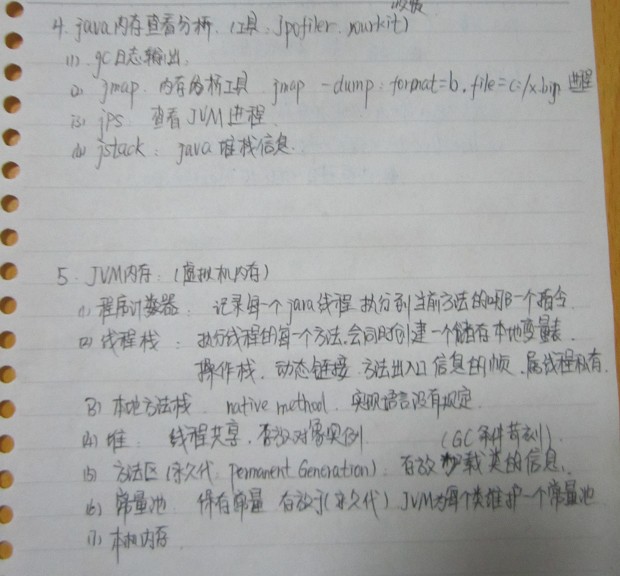 4. java内存查看分析.（工具: jpofiler. yourkit）
(1) gc日志输出.
(2) jmap. 内存分析工具 jmap -dump: format=b, file=c:/x.bin 进程
(3) jps 查看JVM进程.
(4) jstack: java堆栈信息.
5. JVM内存:（虚拟机内存）
(1) 程序计数器: 记录每一个java线程执行到当前方法的哪一个指令.
(2) 线程栈: 执行线程的每一个方法,会同时创建一个储存本地变量表.
操作栈. 动态链接. 方法出入口信息的帧. 属线程私有.
(3) 本地方法栈. native method. 实现语言没有规定.
(4) 堆 线程共享, 存放对象实例 (GC
(5) 方法区(永久代 Permanent Generation). 存放加载类的信息.
(6) 常量池 保存常量 存放于(永久代) JVM为每个类维护一个常量池
(7) 本机内存